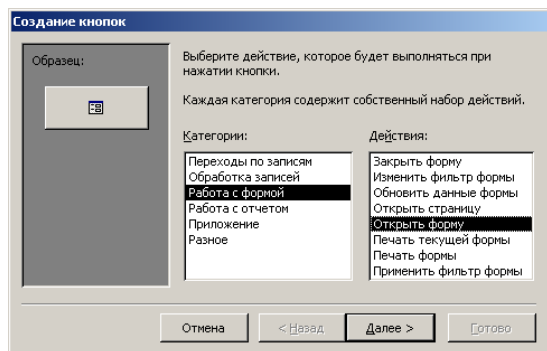 Создание кнопок
Образец:
Выберите действие, которое будет выполняться при
нажатии кнопки.
Каждая категория содержит собственный набор действий.
Категории:
Действия:
Переходы по записям
Обработка записей
Работа с формой
Работа с отчетом
Приложение
Разное
Закрыть форму
Изменить фильтр формы
Обновить данные формы
Открыть страницу
Открыть форму
Печать текущей формы
Печать формы
Применить фильтр формы
Отмена
< Назад
Далее >
Готово